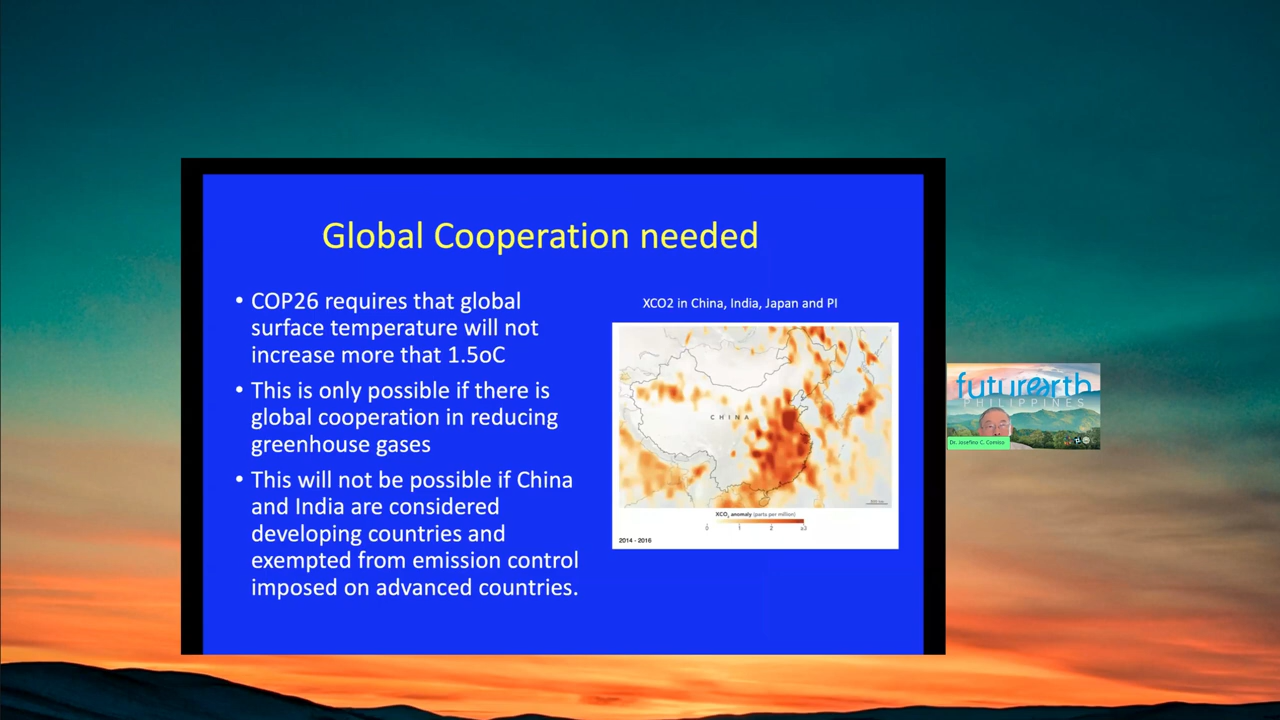 Global Cooperation needed
• COP26 requires that global
surface temperature will not
increase more that 1.5oC
• This is only possible if there is
global cooperation in reducing
greenhouse gases
• This will not be possible if China
and India are considered
developing countries and
exempted from emission control
imposed on advanced countries.
XCO2 in China, India, Japan and PI
CHINA
XCO₂ anomaly (parts per million)
0 1 2 ≥3
2014 - 2016
futurerth
PHILIPPINES
Dr. Josefino C. Comiso